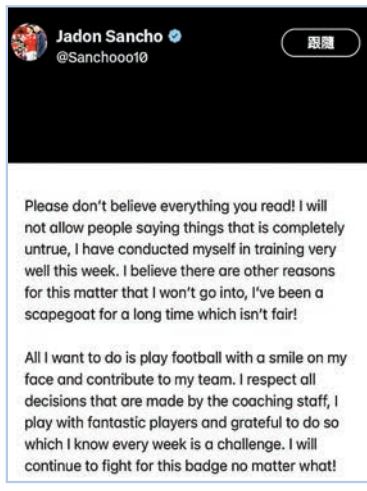 Jadon Sancho
@Sanchooo10
跟隨
Please don't believe everything you read! I will
not allow people saying things that is completely
untrue, I have conducted myself in training very
well this week. I believe there are other reasons
for this matter that I won't go into, I've been a
scapegoat for a long time which isn't fair!
All I want to do is play football with a smile on my
face and contribute to my team. I respect all
decisions that are made by the coaching staff, I
play with fantastic players and grateful to do so
which I know every week is a challenge. I will
continue to fight for this badge no matter what!